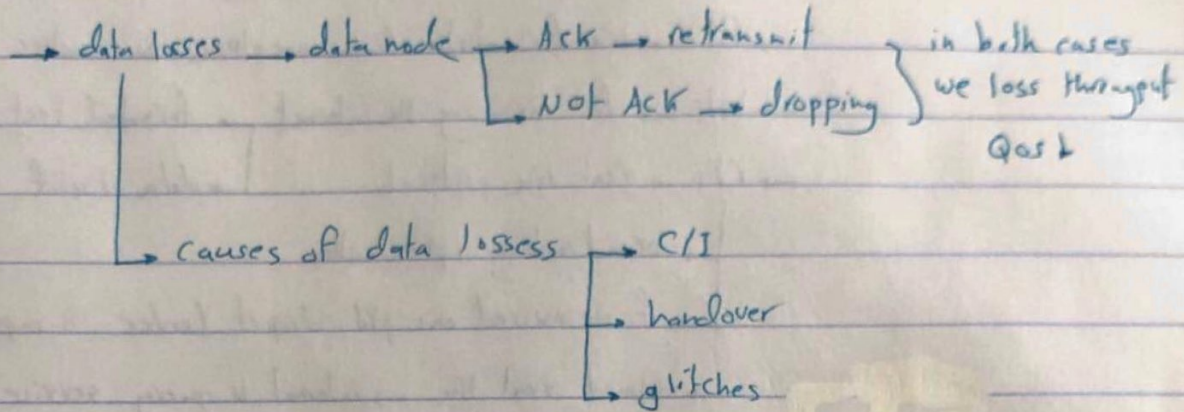 → data losses → data mode → Ack → retransmit } in both cases
→ Not Ack → dropping } we loss throughput
Qos ↓
→ causes of data lossess → C/I
→ handover
→ glitches